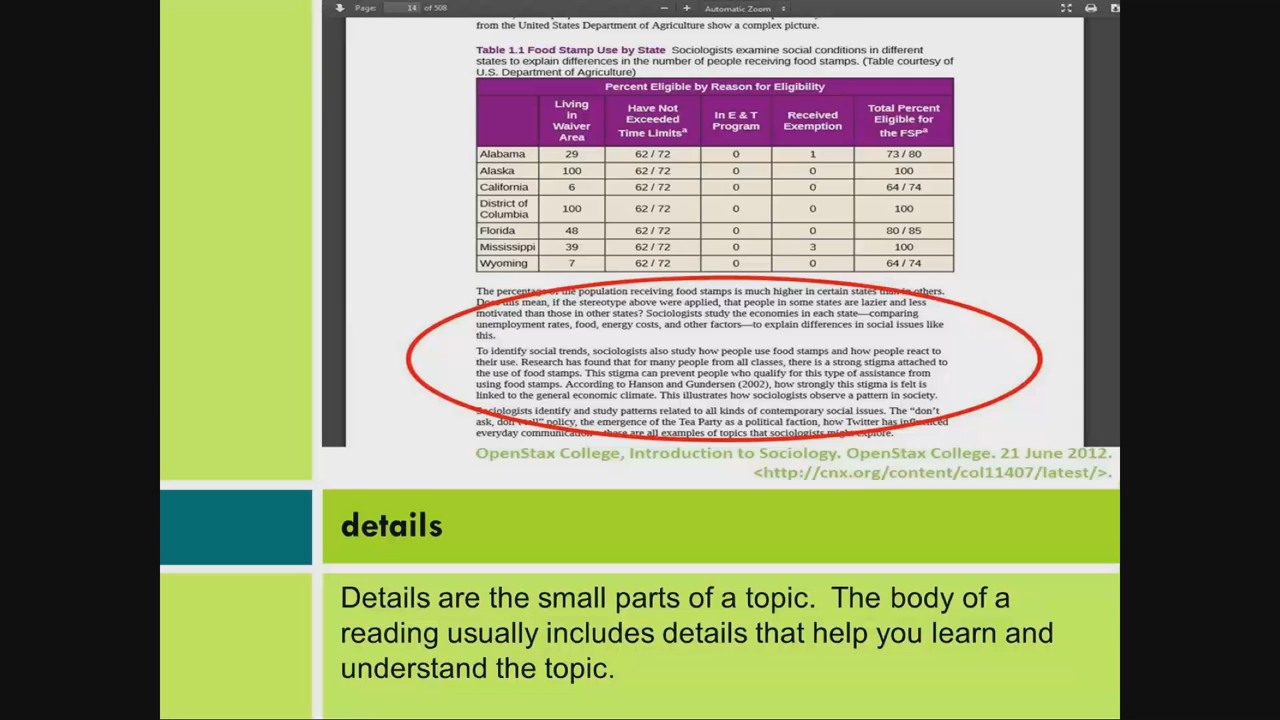 Page: 14 of 508 Automatic Zoom
from the United States Department of Agriculture show a complex picture.
Table 1.1 Food Stamp Use by State Sociologists examine social conditions in different
states to explain differences in the number of people receiving food stamps. (Table courtesy of
U.S. Department of Agriculture)
Percent Eligible by Reason for Eligibility
Living in Waiver Area Have Not Exceeded Time Limitsa In E & T Program Received Exemption Total Percent Eligible for the FSPa
Alabama 29 62 / 72 0 1 73 / 80
Alaska 100 62 / 72 0 0 100
California 6 62 / 72 0 0 64 / 74
District of Columbia 100 62 / 72 0 0 100
Florida 48 62 / 72 0 0 80 / 85
Mississippi 39 62 / 72 0 3 100
Wyoming 7 62 / 72 0 0 64 / 74
The percentage of the population receiving food stamps is much higher in certain states than in others.
Does this mean, if the stereotype above were applied, that people in some states are lazier and less
motivated than those in other states? Sociologists study the economies in each state—comparing
unemployment rates, food, energy costs, and other factors—to explain differences in social issues like
this.
To identify social trends, sociologists also study how people use food stamps and how people react to
their use. Research has found that for many people from all classes, there is a strong stigma attached to
the use of food stamps. This stigma can prevent people who qualify for this type of assistance from
using food stamps. According to Hanson and Gundersen (2002), how strongly this stigma is felt is
linked to the general economic climate. This illustrates how sociologists observe a pattern in society.
Sociologists identify and study patterns related to all kinds of contemporary social issues. The “don’t
ask, don’t tell” policy, the emergence of the Tea Party as a political faction, how Twitter has influenced
everyday communication—these are all examples of topics that sociologists might explore.
OpenStax College, Introduction to Sociology. OpenStax College. 21 June 2012.
<http://cnx.org/content/col11407/latest/>.
details
Details are the small parts of a topic. The body of a
reading usually includes details that help you learn and
understand the topic.